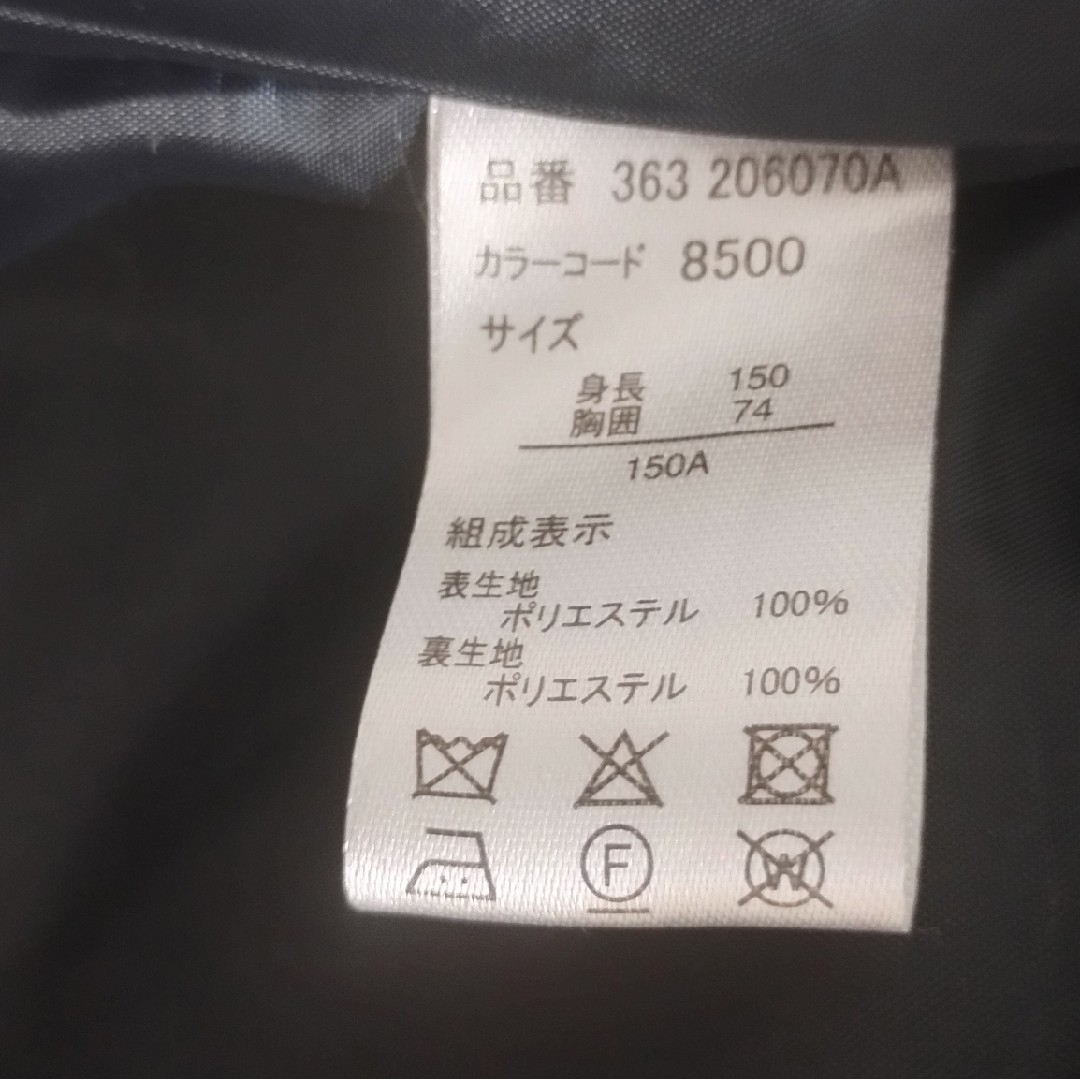 品番 363 206070A
カラーコード 8500
サイズ
身長 150
胸囲 74
150A
組成表示
表生地
ポリエステル 100%
裏生地
ポリエステル 100%
F
W